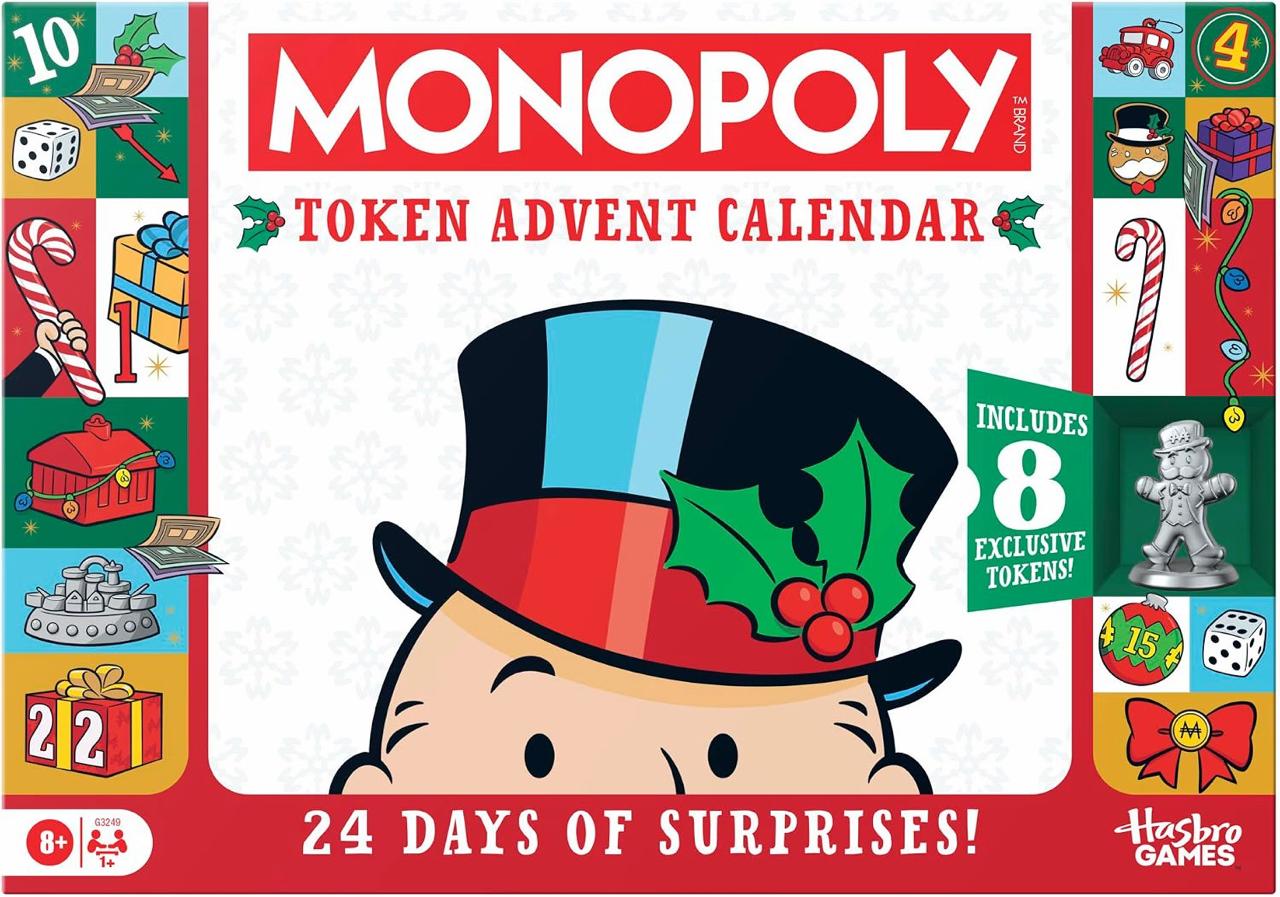 10
4
MONOPOLY
TM BRAND
TOKEN ADVENT CALENDAR
1
INCLUDES
8
EXCLUSIVE
TOKENS!
15
22
24 DAYS OF SURPRISES!
8+
G3249
1+
Hasbro
GAMES